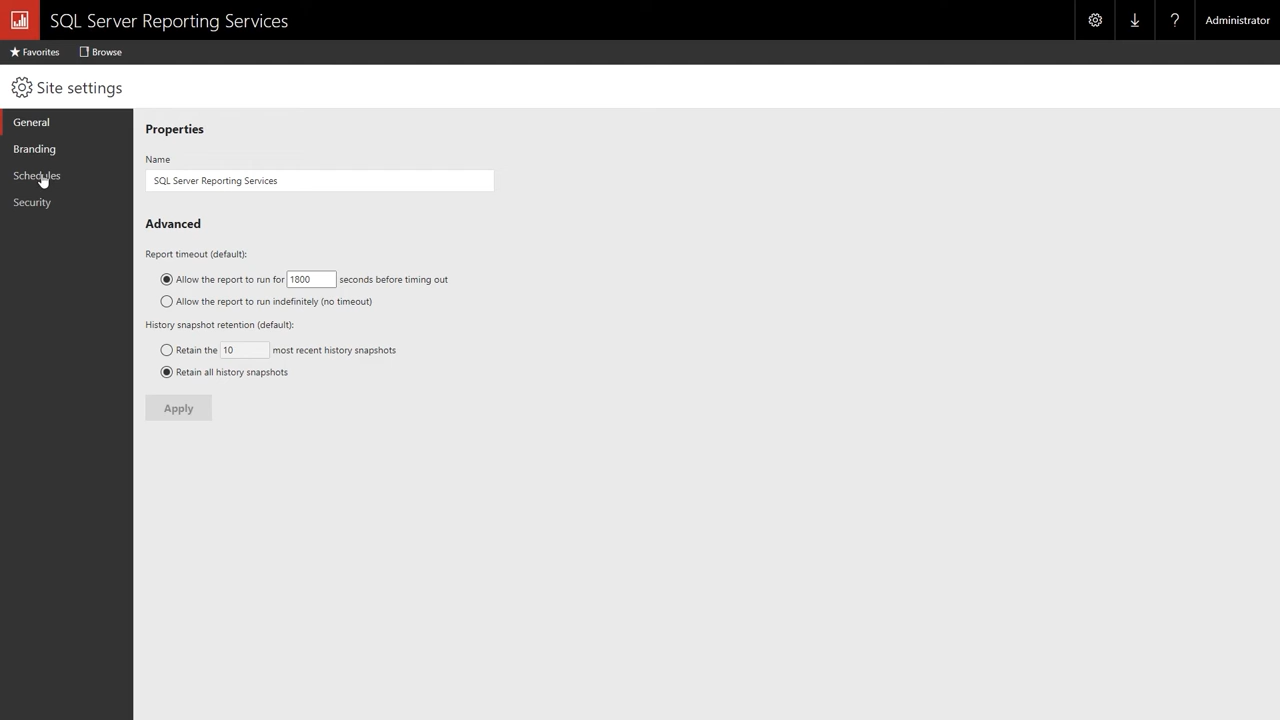 SQL Server Reporting Services
?
Administrator
Favorites
Browse
Site settings
General
Branding
Schedules
Security
Properties
Name
SQL Server Reporting Services
Advanced
Report timeout (default):
Allow the report to run for 1800 seconds before timing out
Allow the report to run indefinitely (no timeout)
History snapshot retention (default):
Retain the 10 most recent history snapshots
Retain all history snapshots
Apply